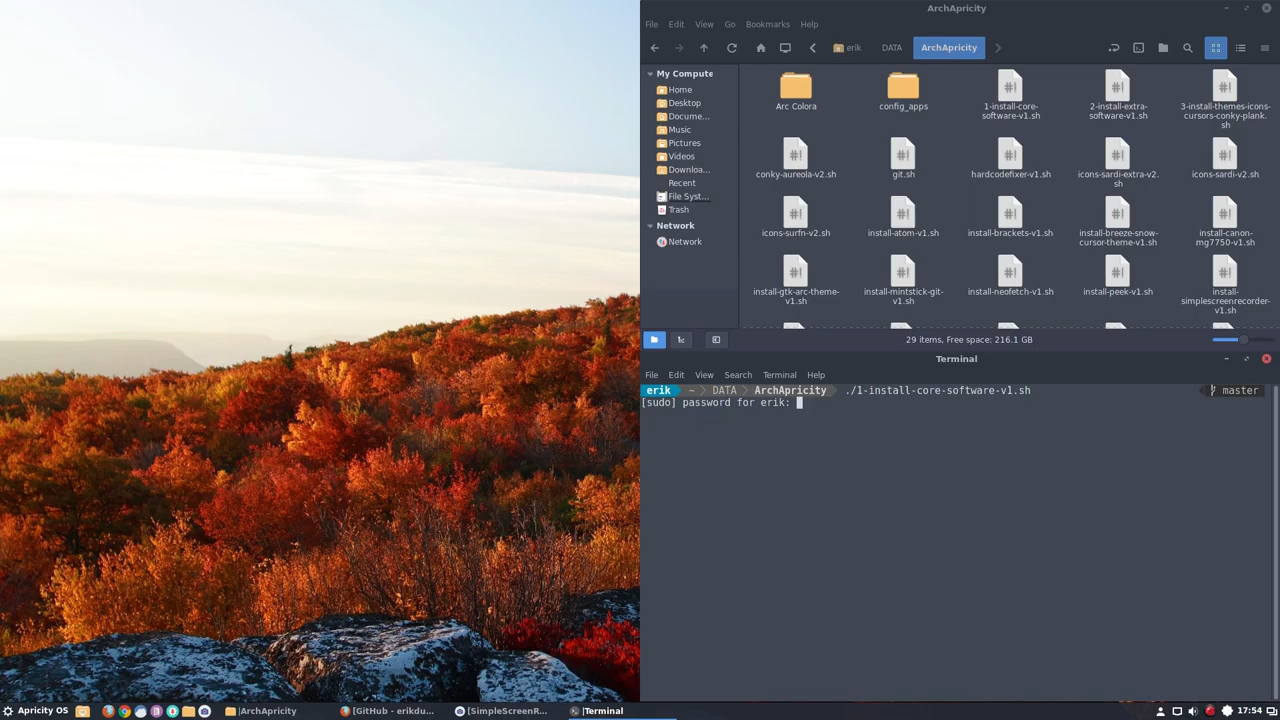 ArchApricity
File Edit View Go Bookmarks Help
erik DATA ArchApricity
My Compute
Home
Desktop
Docume...
Music
Pictures
Videos
Downloa...
Recent
File Syst...
Trash
Network
Network
Arc Colora
config_apps
1-install-core-
software-v1.sh
2-install-extra-
software-v1.sh
3-install-themes-icons-
cursors-conky-plank.
sh
conky-aureola-v2.sh
git.sh
hardcodefixer-v1.sh
icons-sardi-extra-v2.
sh
icons-sardi-v2.sh
icons-surfn-v2.sh
install-atom-v1.sh
install-brackets-v1.sh
install-breeze-snow-
cursor-theme-v1.sh
install-canon-
mg7750-v1.sh
install-gtk-arc-theme-
v1.sh
install-mintstick-git-
v1.sh
install-neofetch-v1.sh
install-peek-v1.sh
install-
simplescreenrecorder-
v1.sh
29 items, Free space: 216.1 GB
Terminal
File Edit View Search Terminal Help
erik ~ DATA ArchApricity ./1-install-core-software-v1.sh master
[sudo] password for erik:
Apricity OS |ArchApricity [GitHub - erikdu... [SimpleScreenR... |Terminal 17:54